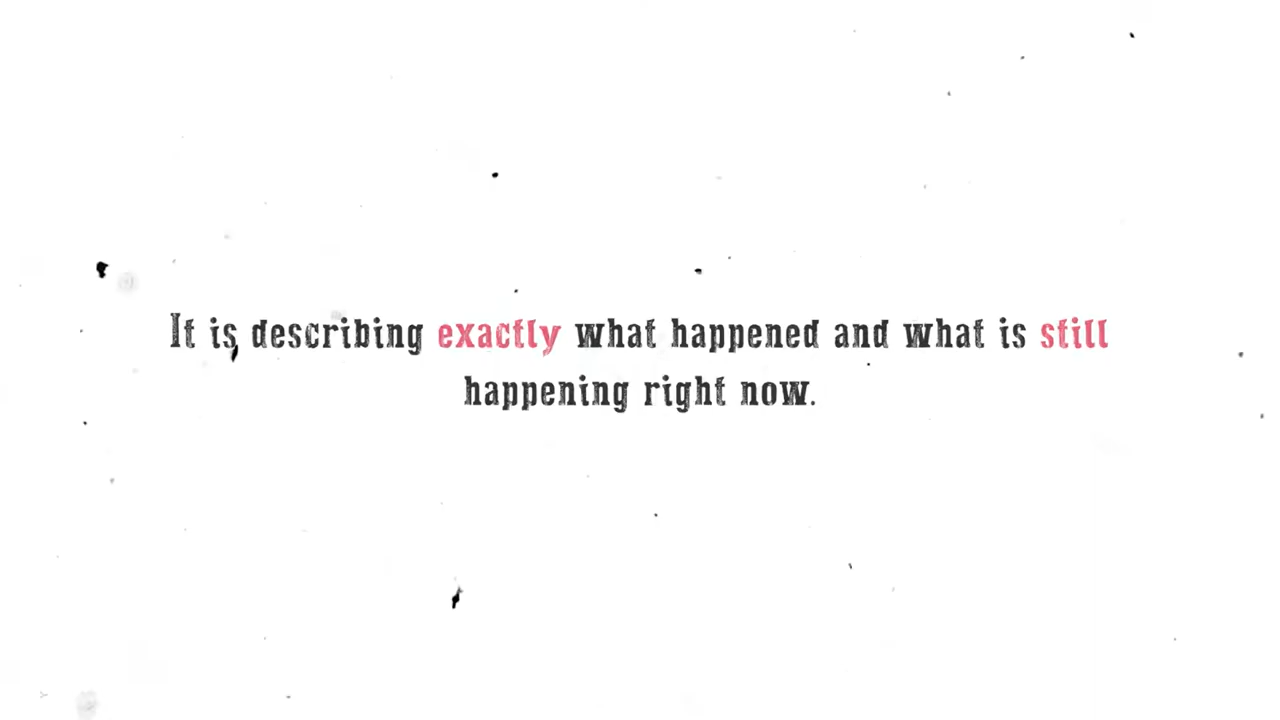 It is describing exactly what happened and what is still
happening right now.